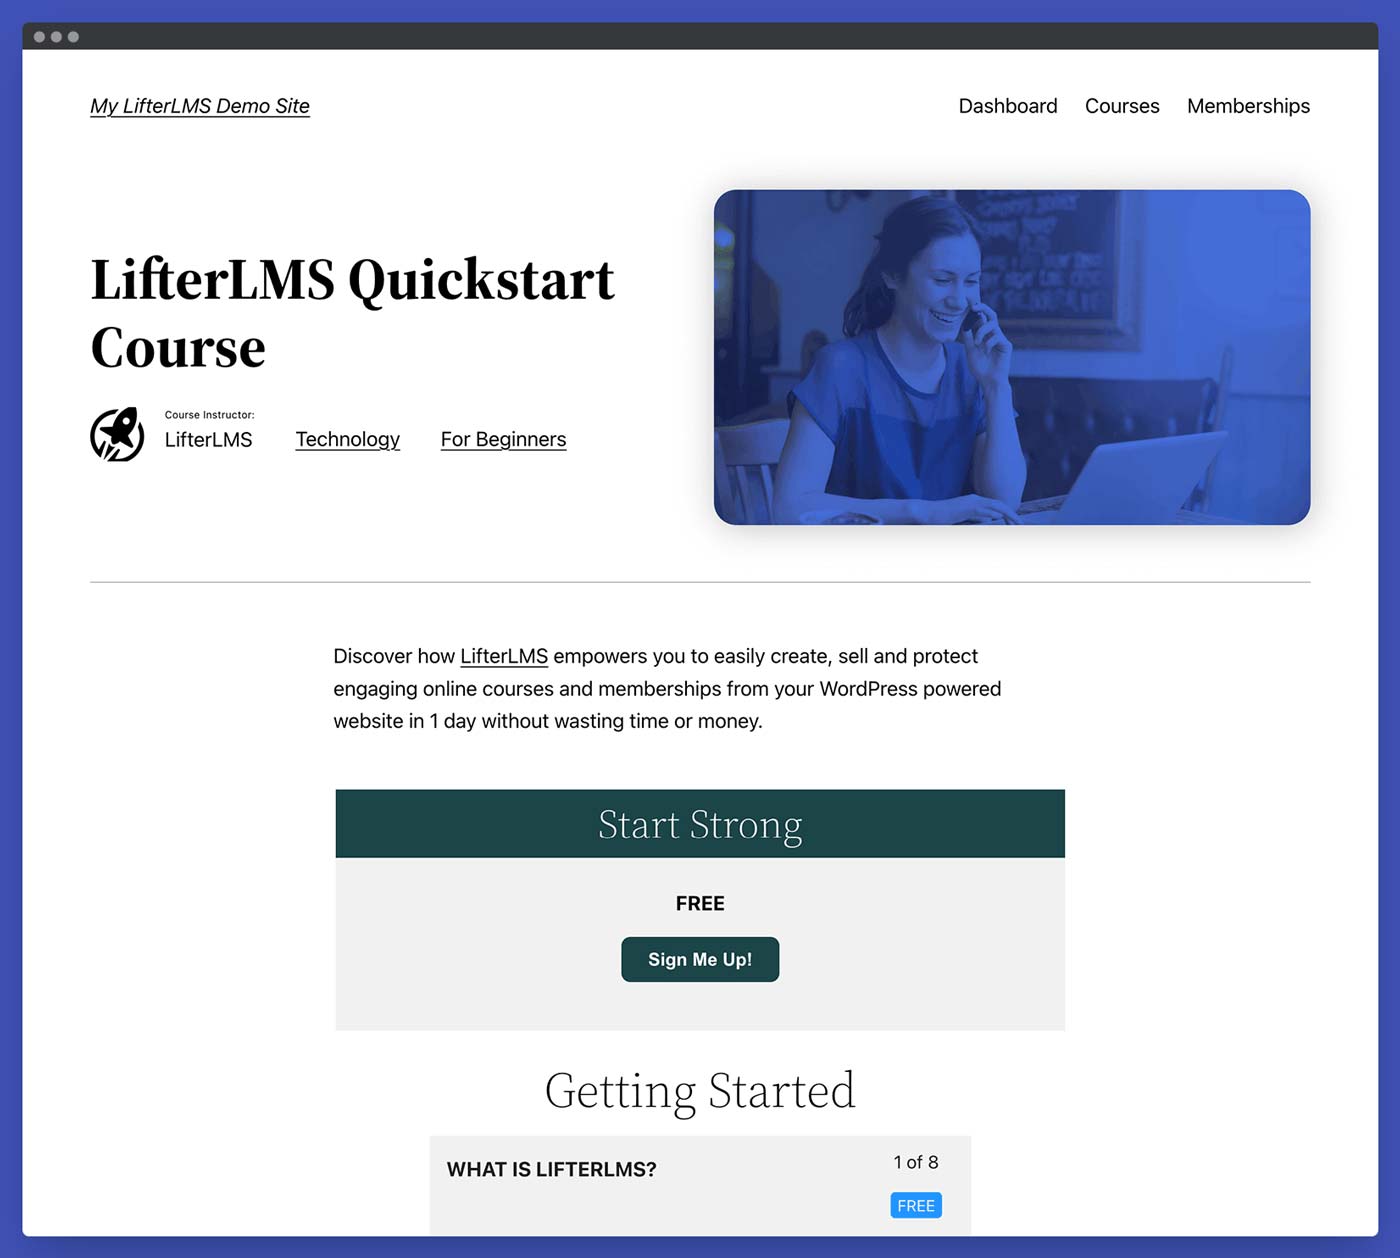 My LifterLMS Demo Site
Dashboard Courses Memberships
LifterLMS Quickstart
Course
Course Instructor:
LifterLMS
Technology
For Beginners
Discover how LifterLMS empowers you to easily create, sell and protect
engaging online courses and memberships from your WordPress powered
website in 1 day without wasting time or money.
Start Strong
FREE
Sign Me Up!
Getting Started
WHAT IS LIFTERLMS?
1 of 8
FREE